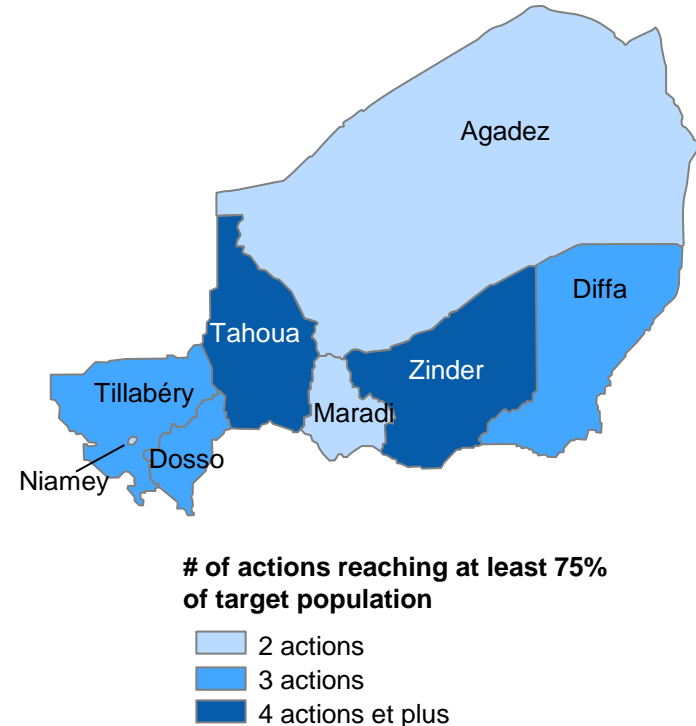 Agadez
Diffa
Tahoua
Zinder
Tillabéry
Maradi
Dosso
Niamey
# of actions reaching at least 75%
of target population
2 actions
3 actions
4 actions et plus